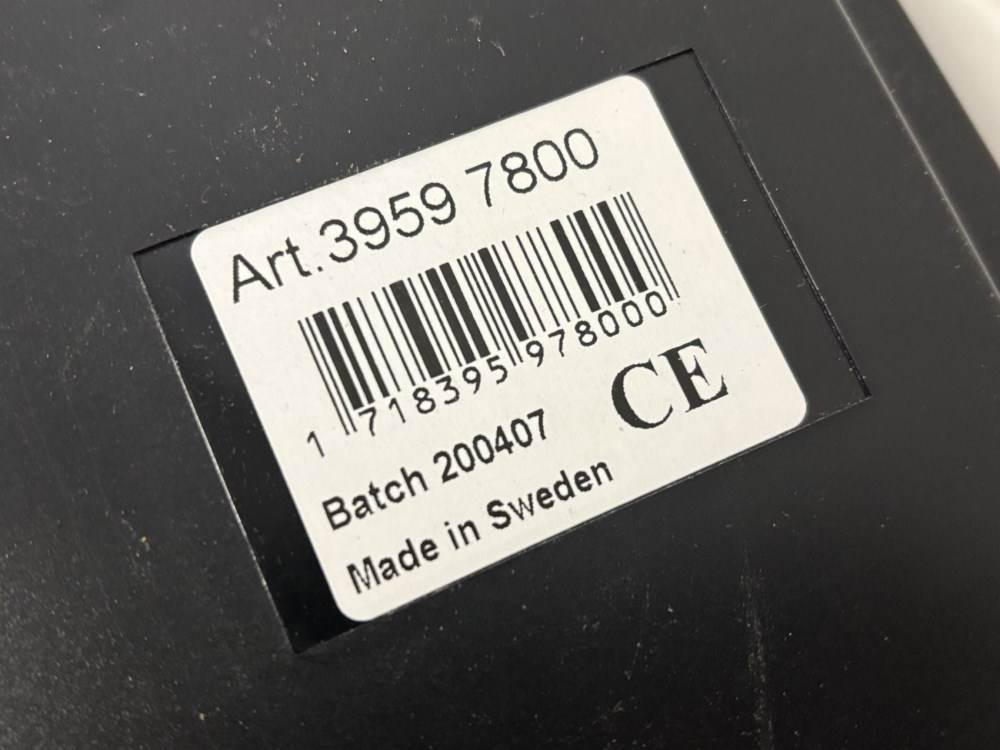 Art.3959 7800
1 718395 978000
CE
Batch 200407
Made in Sweden